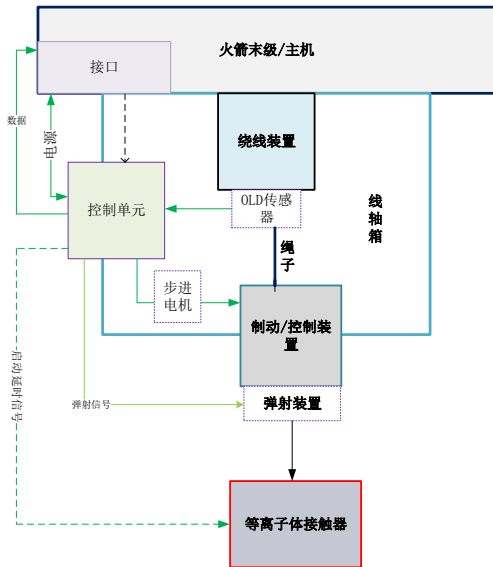 火箭末级/主机
接口
数据
电源
绕线装置
控制单元
OLD传感
器
线
轴
箱
绳
子
步进
电机
制动/控制装
置
启动延时信号
弹射信号
弹射装置
等离子体接触器